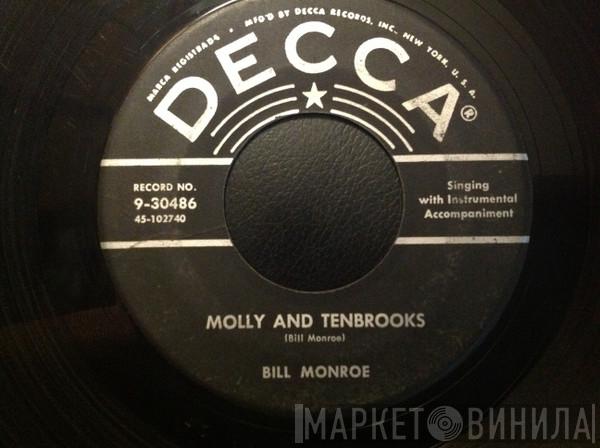 MARCA REGISTRADA • MFG'D BY DECCA RECORDS, INC., NEW YORK, U. S. A.
DECCA®
RECORD NO.
9-30486
45-102740
Singing
with Instrumental
Accompaniment
MOLLY AND TENBROOKS
(Bill Monroe)
BILL MONROE
МАРКЕТ ВИНИЛА